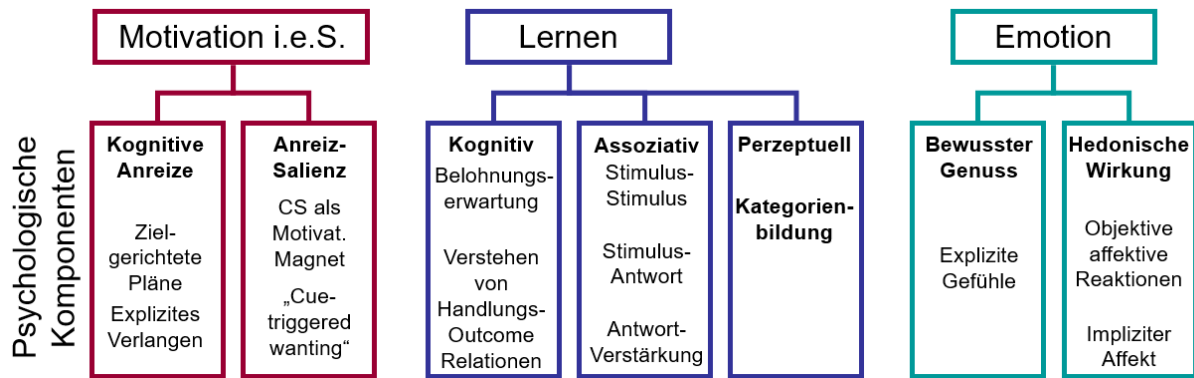 Motivation i.e.S.
Lernen
Emotion
Psychologische
Komponenten
Kognitive
Anreize
Ziel-
gerichtete
Pläne
Explizites
Verlangen
Anreiz-
Salienz
CS als
Motivat.
Magnet
„Cue-
triggered
wanting“
Kognitiv
Belohnungs-
erwartung
Verstehen
von
Handlungs-
Outcome
Relationen
Assoziativ
Stimulus-
Stimulus
Stimulus-
Antwort
Antwort-
Verstärkung
Perzeptuell
Kategorien-
bildung
Bewusster
Genuss
Explizite
Gefühle
Hedonische
Wirkung
Objektive
affektive
Reaktionen
Impliziter
Affekt